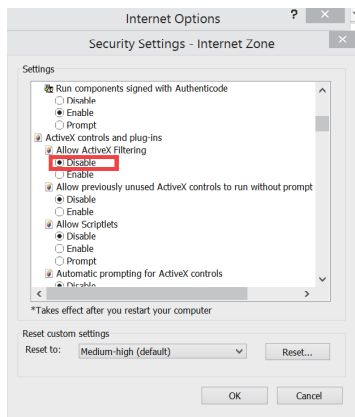 Internet Options
Security Settings - Internet Zone
Settings
Run components signed with Authenticode
Disable
Enable
Prompt
ActiveX controls and plug-ins
Allow ActiveX Filtering
Disable
Enable
Allow previously unused ActiveX controls to run without prompt
Disable
Enable
Allow Scriptlets
Disable
Enable
Prompt
Automatic prompting for ActiveX controls
Disable
*Takes effect after you restart your computer
Reset custom settings
Reset to: Medium-high (default) Reset...
OK Cancel